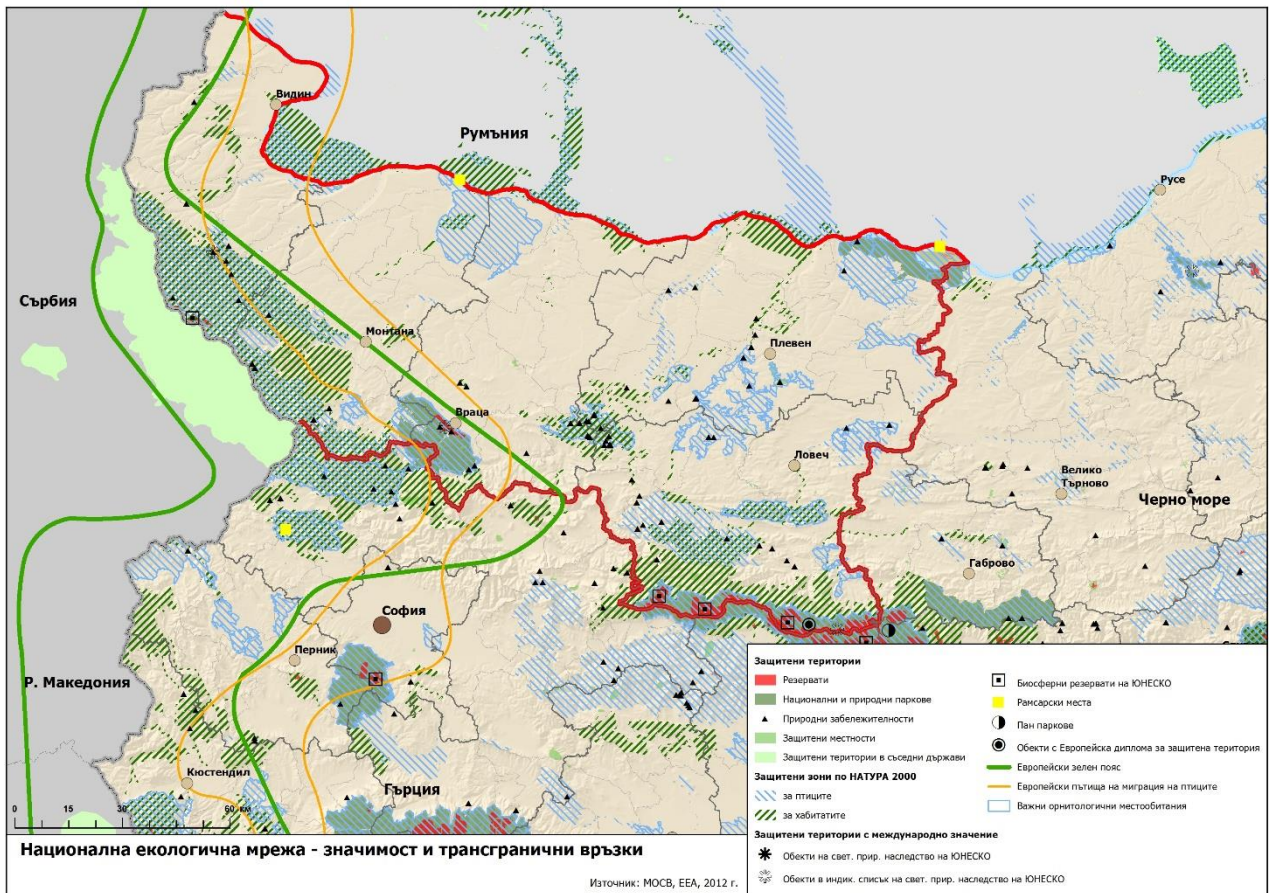 Видин
Румъния
Русе
Сърбия
Монтана
Плевен
Враца
Ловеч
Велико
Търново
Черно море
Габрово
София
Перник
Р. Македония
Кюстендил
Гърция
0 15 30 60 км
Защитени територии
Резервати
Национални и природни паркове
Природни забележителности
Защитени местности
Защитени територии в съседни държави
Защитени зони по НАТУРА 2000
за птиците
за хабитатите
Защитени територии с международно значение
Обекти на свет. прир. наследство на ЮНЕСКО
Обекти в индик. списък на свет. прир. наследство на ЮНЕСКО
Биосферни резервати на ЮНЕСКО
Рамсарски места
Пан паркове
Обекти с Европейска диплома за защитена територия
Европейски зелен пояс
Европейски пътища на миграция на птиците
Важни орнитологични местообитания
Национална екологична мрежа - значимост и трансгранични връзки
Източник: МОСВ, ЕЕА, 2012 г.